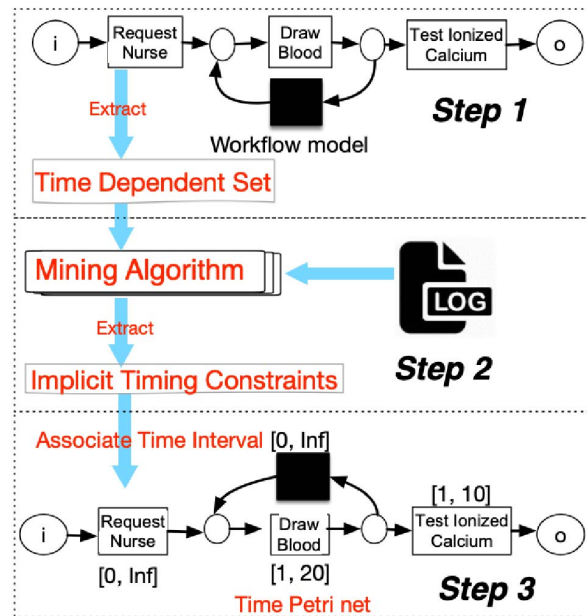 i
Request
Nurse
Draw
Blood
Test Ionized
Calcium
o
Extract
Step 1
Workflow model
Time Dependent Set
Mining Algorithm
LOG
Extract
Step 2
Implicit Timing Constraints
Associate Time Interval [0, Inf]
[1, 10]
i
Request
Nurse
Draw
Blood
Test Ionized
Calcium
o
[0, Inf]
[1, 20]
Step 3
Time Petri net